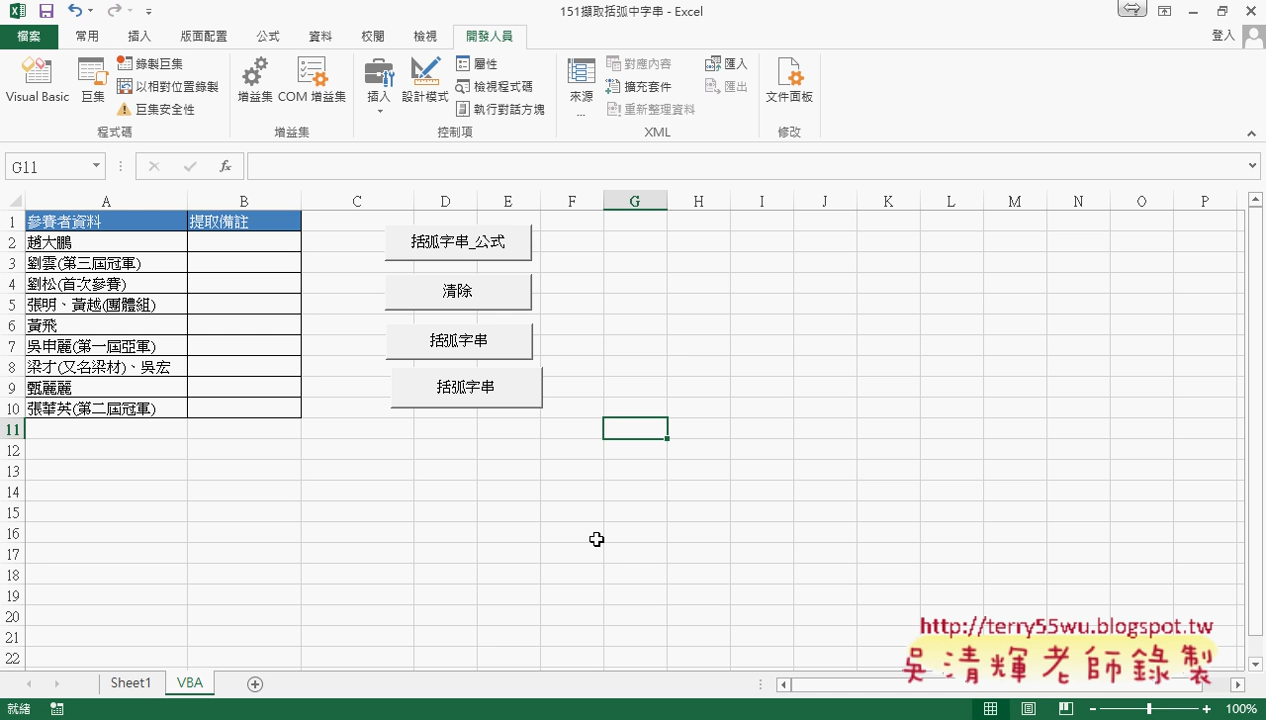 151擷取括弧中字串 - Excel
檔案 常用 插入 版面配置 公式 資料 校閱 檢視 開發人員 登入
Visual Basic 巨集 錄製巨集 以相對位置錄製 巨集安全性 程式碼
增益集 COM 增益集 增益集
插入 設計模式 屬性 檢視程式碼 執行對話方塊 控制項
來源 ... 對應內容 擴充套件 重新整理資料 匯入 匯出 XML
文件面板 修改
G11 fx
A B C D E F G H I J K L M N O P
1 參賽者資料 提取備註
2 趙大鵬 括弧字串_公式
3 劉雲(第三屆冠軍)
4 劉松(首次參賽) 清除
5 張明、黃越(團體組)
6 黃飛 括弧字串
7 吳申麗(第一屆亞軍)
8 梁才(又名梁材)、吳宏
9 甄麗麗 括弧字串
10 張華英(第二屆冠軍)
11
12
13
14
15
16
17
18
19
20
21
22
http://terry55wu.blogspot.tw
吳清輝老師錄製
Sheet1 VBA
就緒 100%